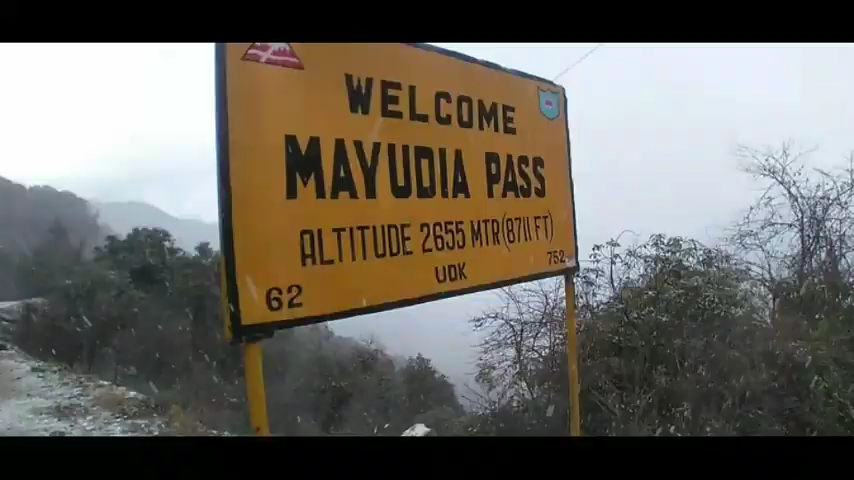 WELCOME
MAYUDIA PASS
ALTITUDE 2655 MTR (8711 FT)
62 UDK 752